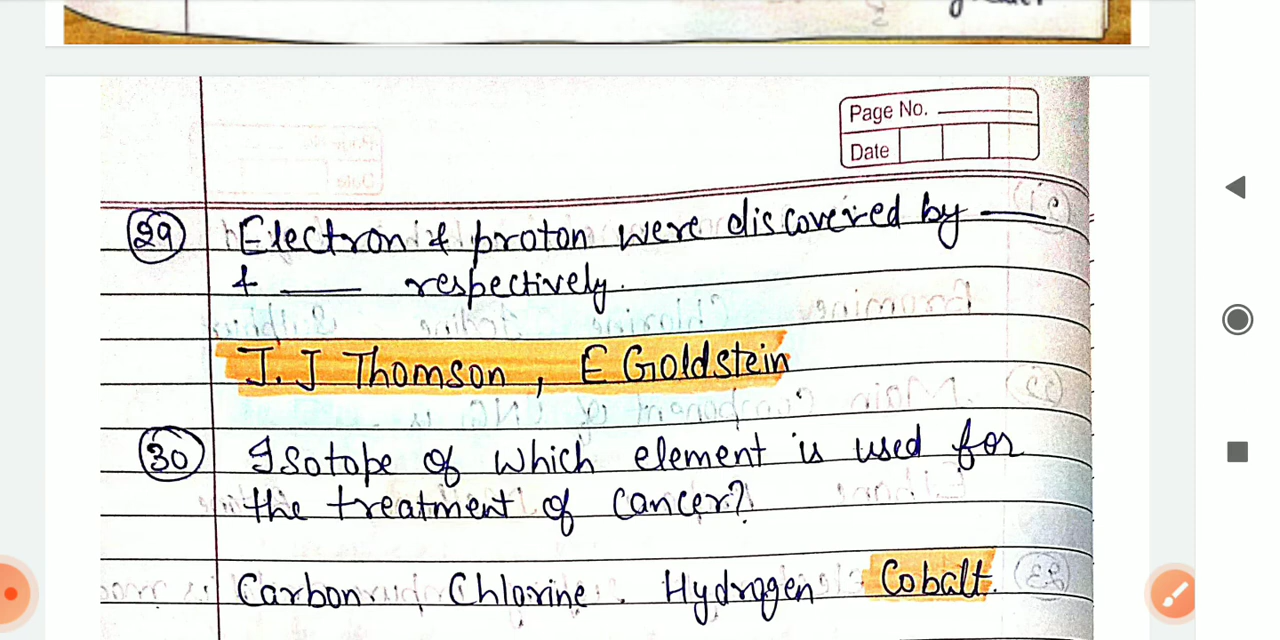 Page No.
Date
29 Electron & proton were discovered by ___
& ___ respectively.
J. J Thomson, E Goldstein
30 Isotope of which element is used for
the treatment of cancer?
Carbon Chlorine Hydrogen Cobalt.